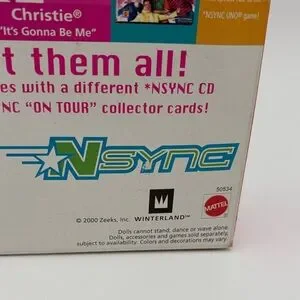 Christie®
"It's Gonna Be Me"
*NSYNC UNO® game!
t them all!
es with a different *NSYNC CD
NC "ON TOUR" collector cards!
NSYNC
50534
WINTERLAND™
MATTEL
© 2000 Zeeks, Inc.
Dolls cannot stand, dance or wave alone.
Dolls, accessories and games sold separately,
subject to availability. Colors and decorations may vary.